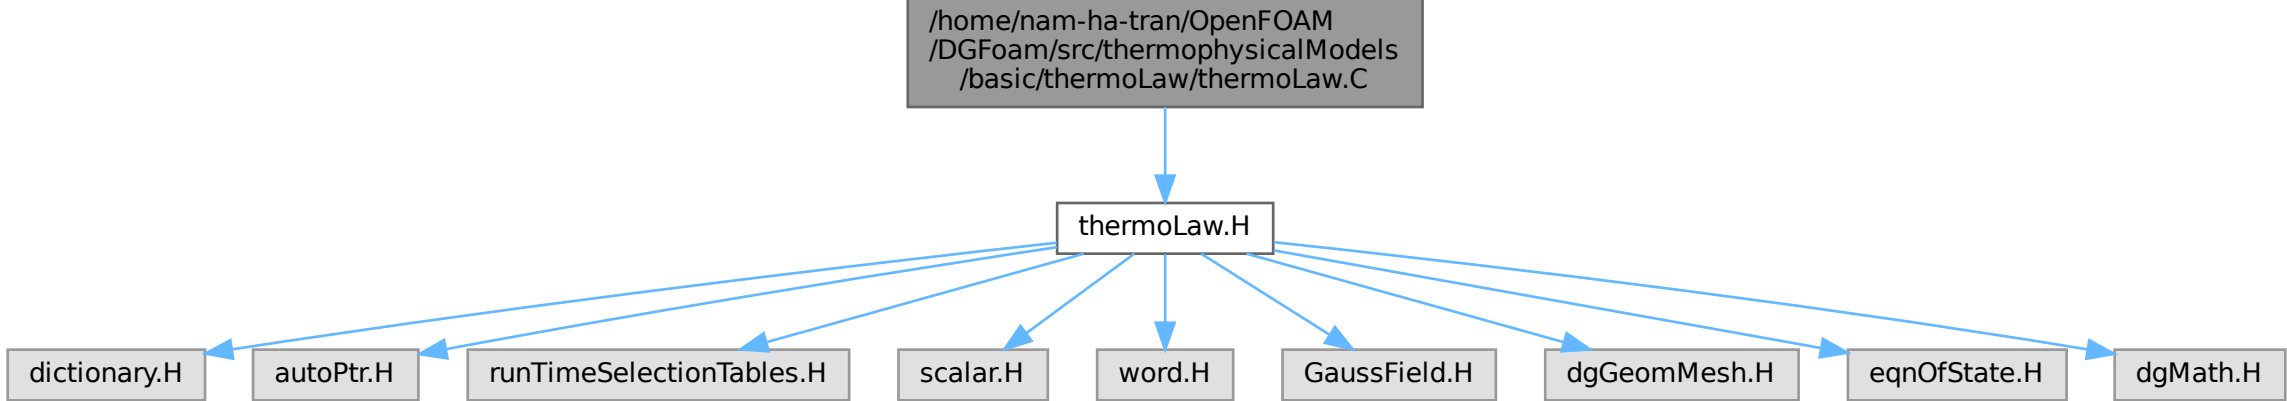 /home/nam-ha-tran/OpenFOAM
/DGFoam/src/thermophysicalModels
/basic/thermoLaw/thermoLaw.C
thermoLaw.H
dictionary.H
autoPtr.H
runTimeSelectionTables.H
scalar.H
word.H
GaussField.H
dgGeomMesh.H
eqnOfState.H
dgMath.H